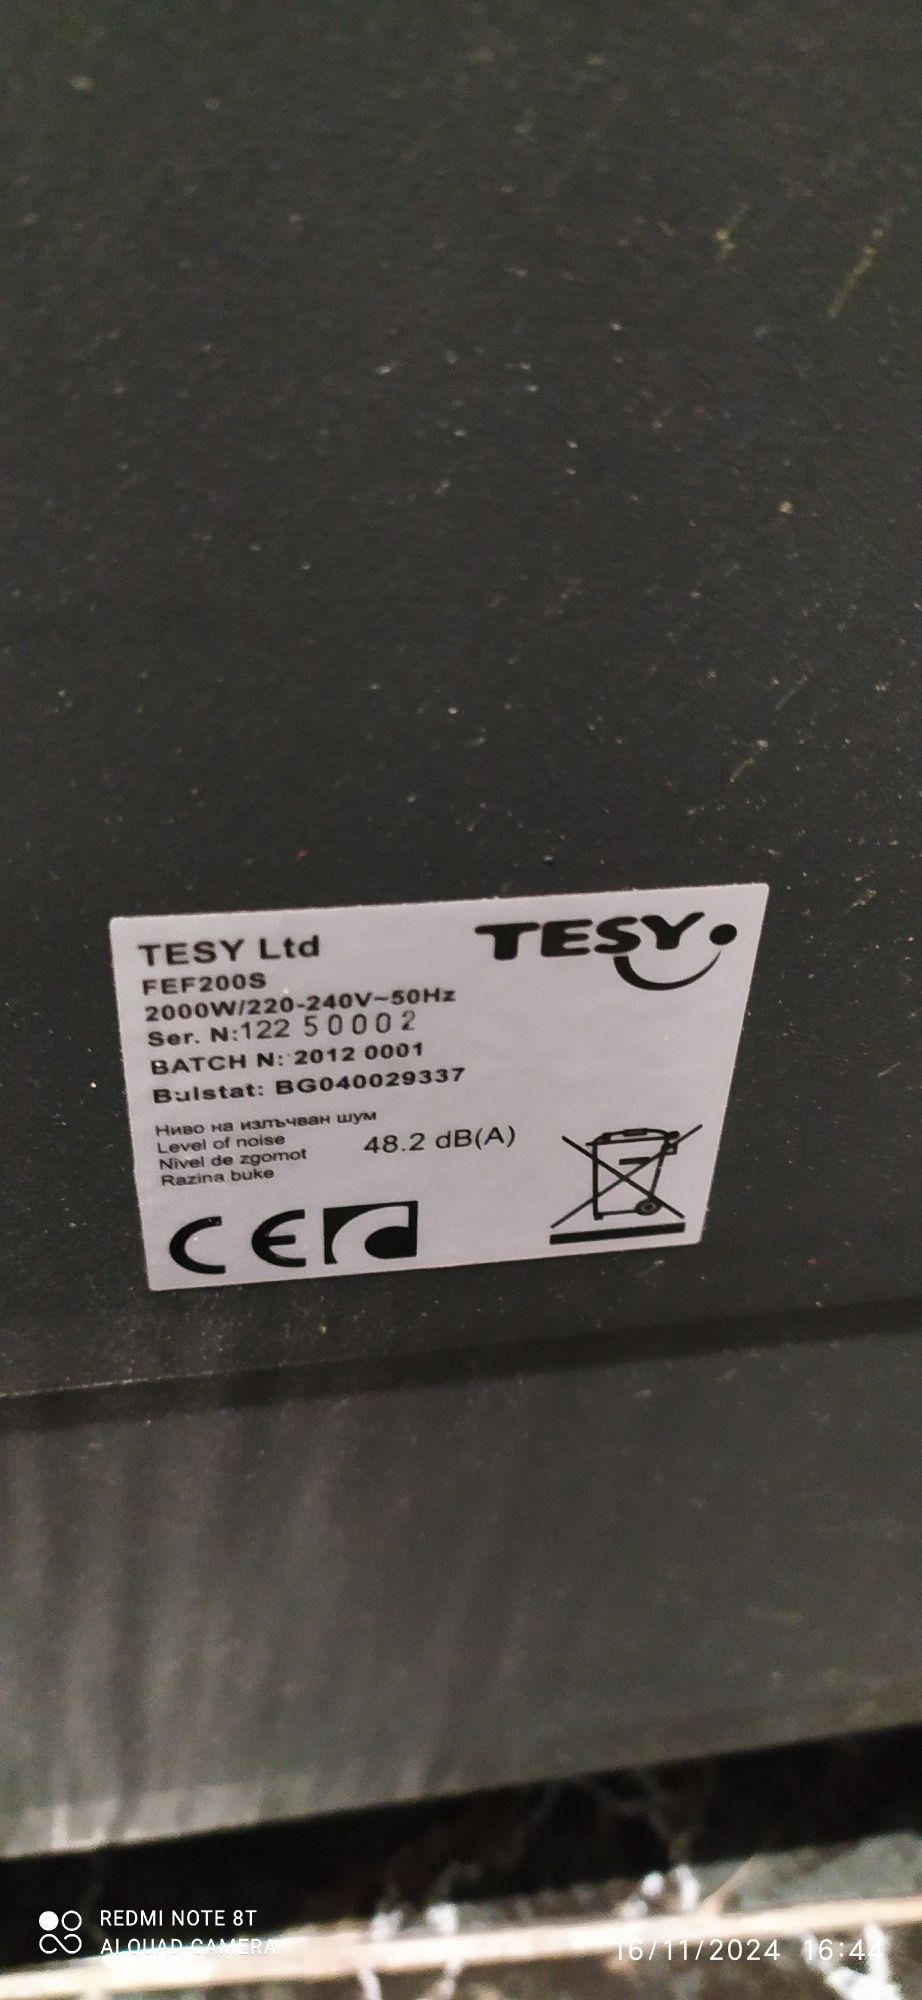 TESY Ltd
TESY
FEF200S
2000W/220-240V~50Hz
Ser. N:122 50002
BATCH N: 2012 0001
Bulstat: BG040029337
Ниво на излъчван шум
Level of noise
Nivel de zgomot
Razina buke
48.2 dB(A)
CE
REDMI NOTE 8T
AI QUAD CAMERA
16/11/2024 16:44